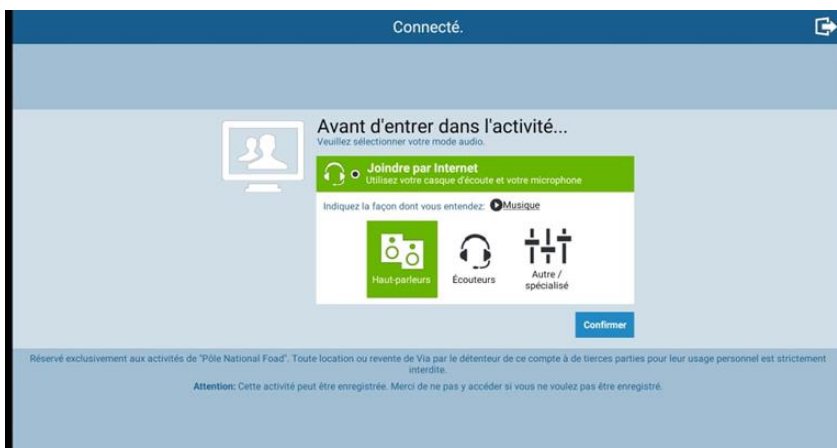 Connecté.
Avant d'entrer dans l'activité...
Veuillez sélectionner votre mode audio.
Joindre par Internet
Utilisez votre casque d'écoute et votre microphone
Indiquez la façon dont vous entendez: Musique
Haut-parleurs
Écouteurs
Autre /
spécialisé
Confirmer
Réservé exclusivement aux activités de "Pôle National Foad". Toute location ou revente de Via par le détenteur de ce compte à de tierces parties pour leur usage personnel est strictement
interdite.
Attention: Cette activité peut être enregistrée. Merci de ne pas y accéder si vous ne voulez pas être enregistré.